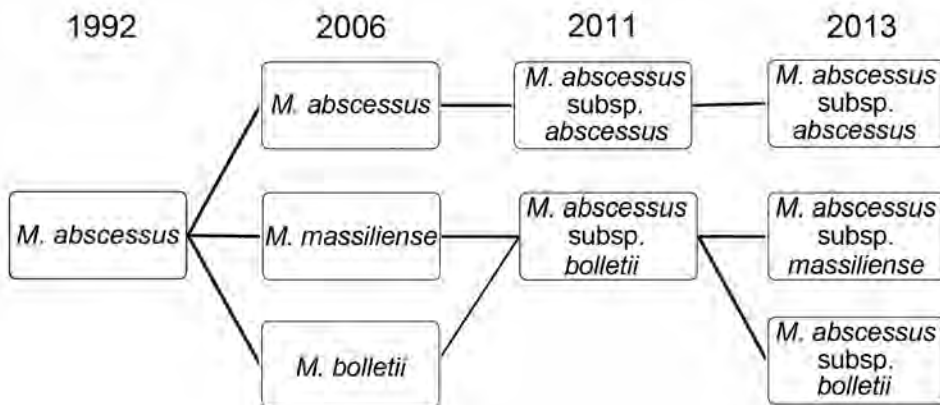 1992
2006
2011
2013
M. abscessus
M. abscessus
M. massiliense
M. bolletii
M. abscessus
subsp.
abscessus
M. abscessus
subsp.
bolletii
M. abscessus
subsp.
abscessus
M. abscessus
subsp.
massiliense
M. abscessus
subsp.
bolletii